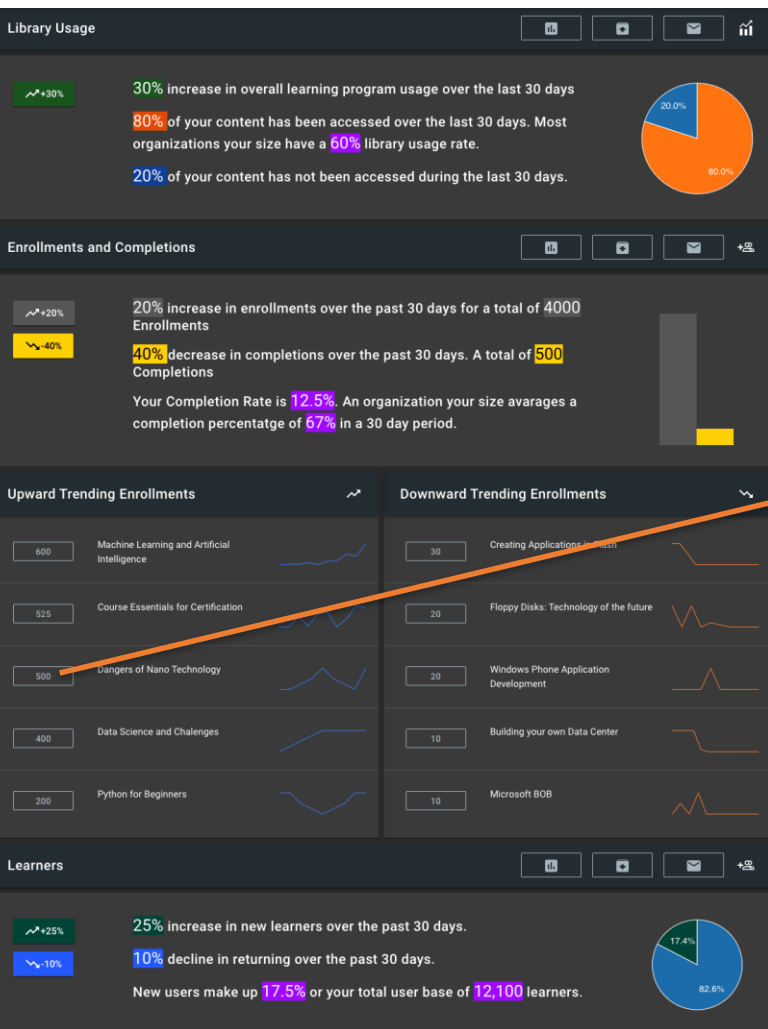 Library Usage
+30%
30% increase in overall learning program usage over the last 30 days
80% of your content has been accessed over the last 30 days. Most
organizations your size have a 60% library usage rate.
20% of your content has not been accessed during the last 30 days.
20.0%
80.0%
Enrollments and Completions
+20%
-40%
20% increase in enrollments over the past 30 days for a total of 4000
Enrollments
40% decrease in completions over the past 30 days. A total of 500
Completions
Your Completion Rate is 12.5%. An organization your size avarages a
completion percentatge of 67% in a 30 day period.
Upward Trending Enrollments
600
Machine Learning and Artificial
Intelligence
525
Course Essentials for Certification
500
Dangers of Nano Technology
400
Data Science and Chalenges
200
Python for Beginners
Downward Trending Enrollments
30
Creating Applications in Flash
20
Floppy Disks: Technology of the future
20
Windows Phone Application
Development
10
Building your own Data Center
10
Microsoft BOB
Learners
+25%
-10%
25% increase in new learners over the past 30 days.
10% decline in returning over the past 30 days.
New users make up 17.5% or your total user base of 12,100 learners.
17.4%
82.6%